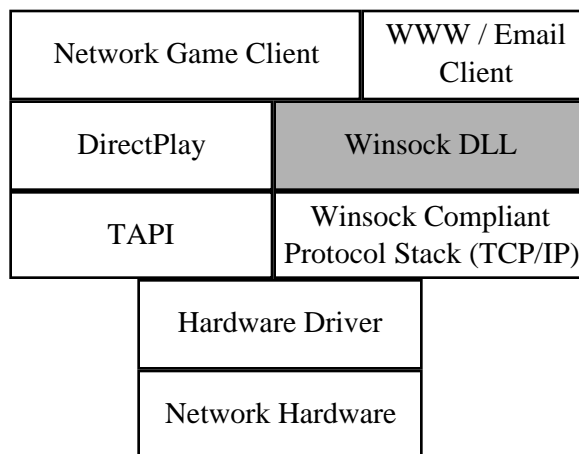 Network Game Client
WWW / Email
Client
DirectPlay
Winsock DLL
TAPI
Winsock Compliant
Protocol Stack (TCP/IP)
Hardware Driver
Network Hardware